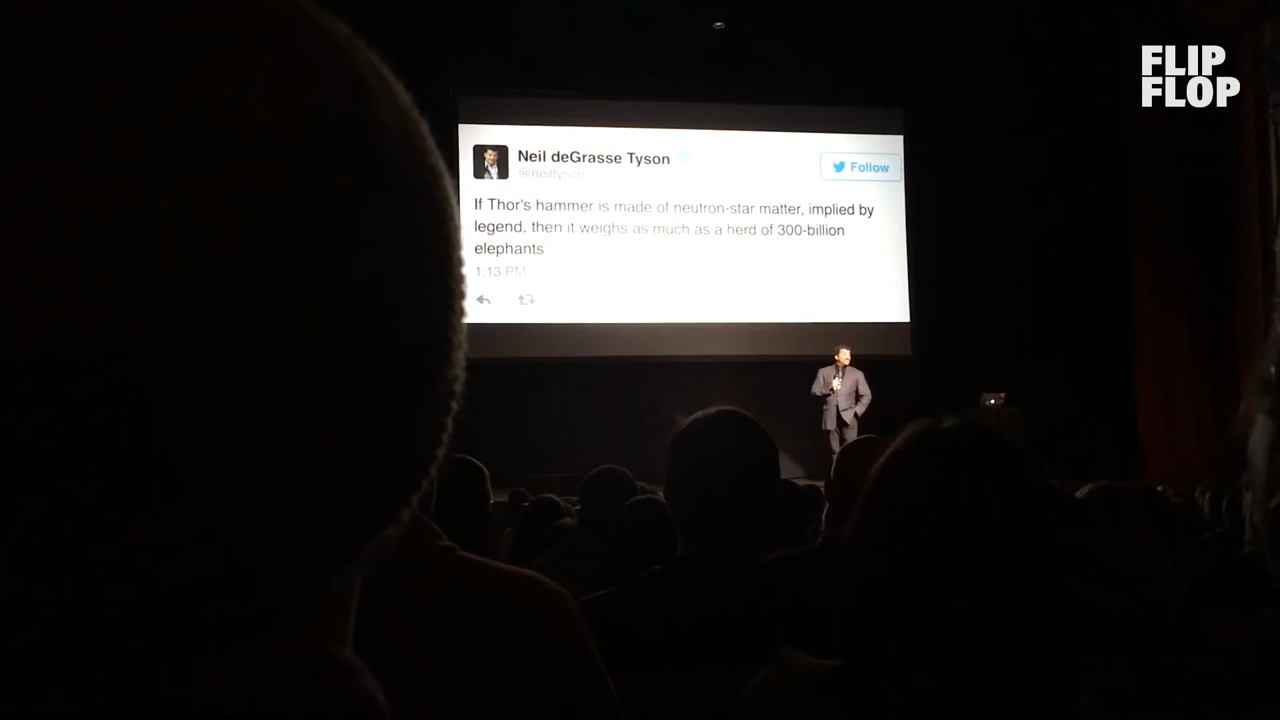 FLIP
FLOP
Neil deGrasse Tyson
Follow
@neiltyson
If Thor's hammer is made of neutron-star matter, implied by
legend, then it weighs as much as a herd of 300-billion
elephants
1:13 PM